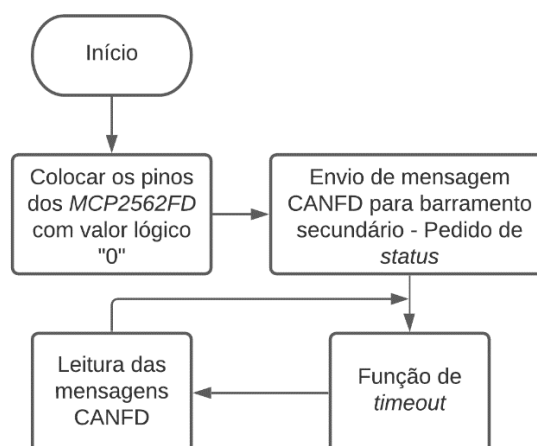 Início
Colocar os pinos
dos MCP2562FD
com valor lógico
"0"
Envio de mensagem
CANFD para barramento
secundário - Pedido de
status
Leitura das
mensagens
CANFD
Função de
timeout